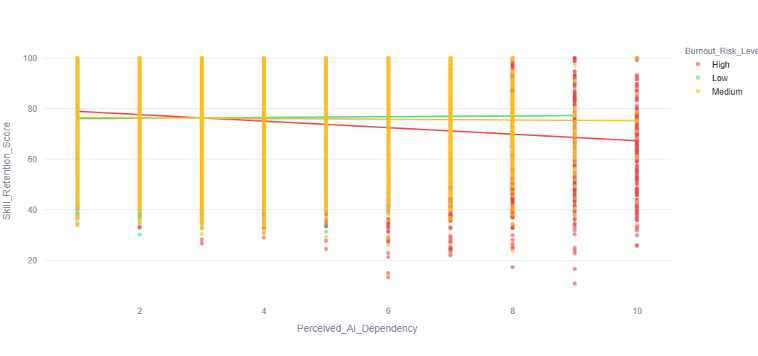 Burnout_Risk_Leve
High
Low
Medium
100
80
60
40
20
Skill_Retention_Score
2
4
6
8
10
Perceived_AI_Dependency